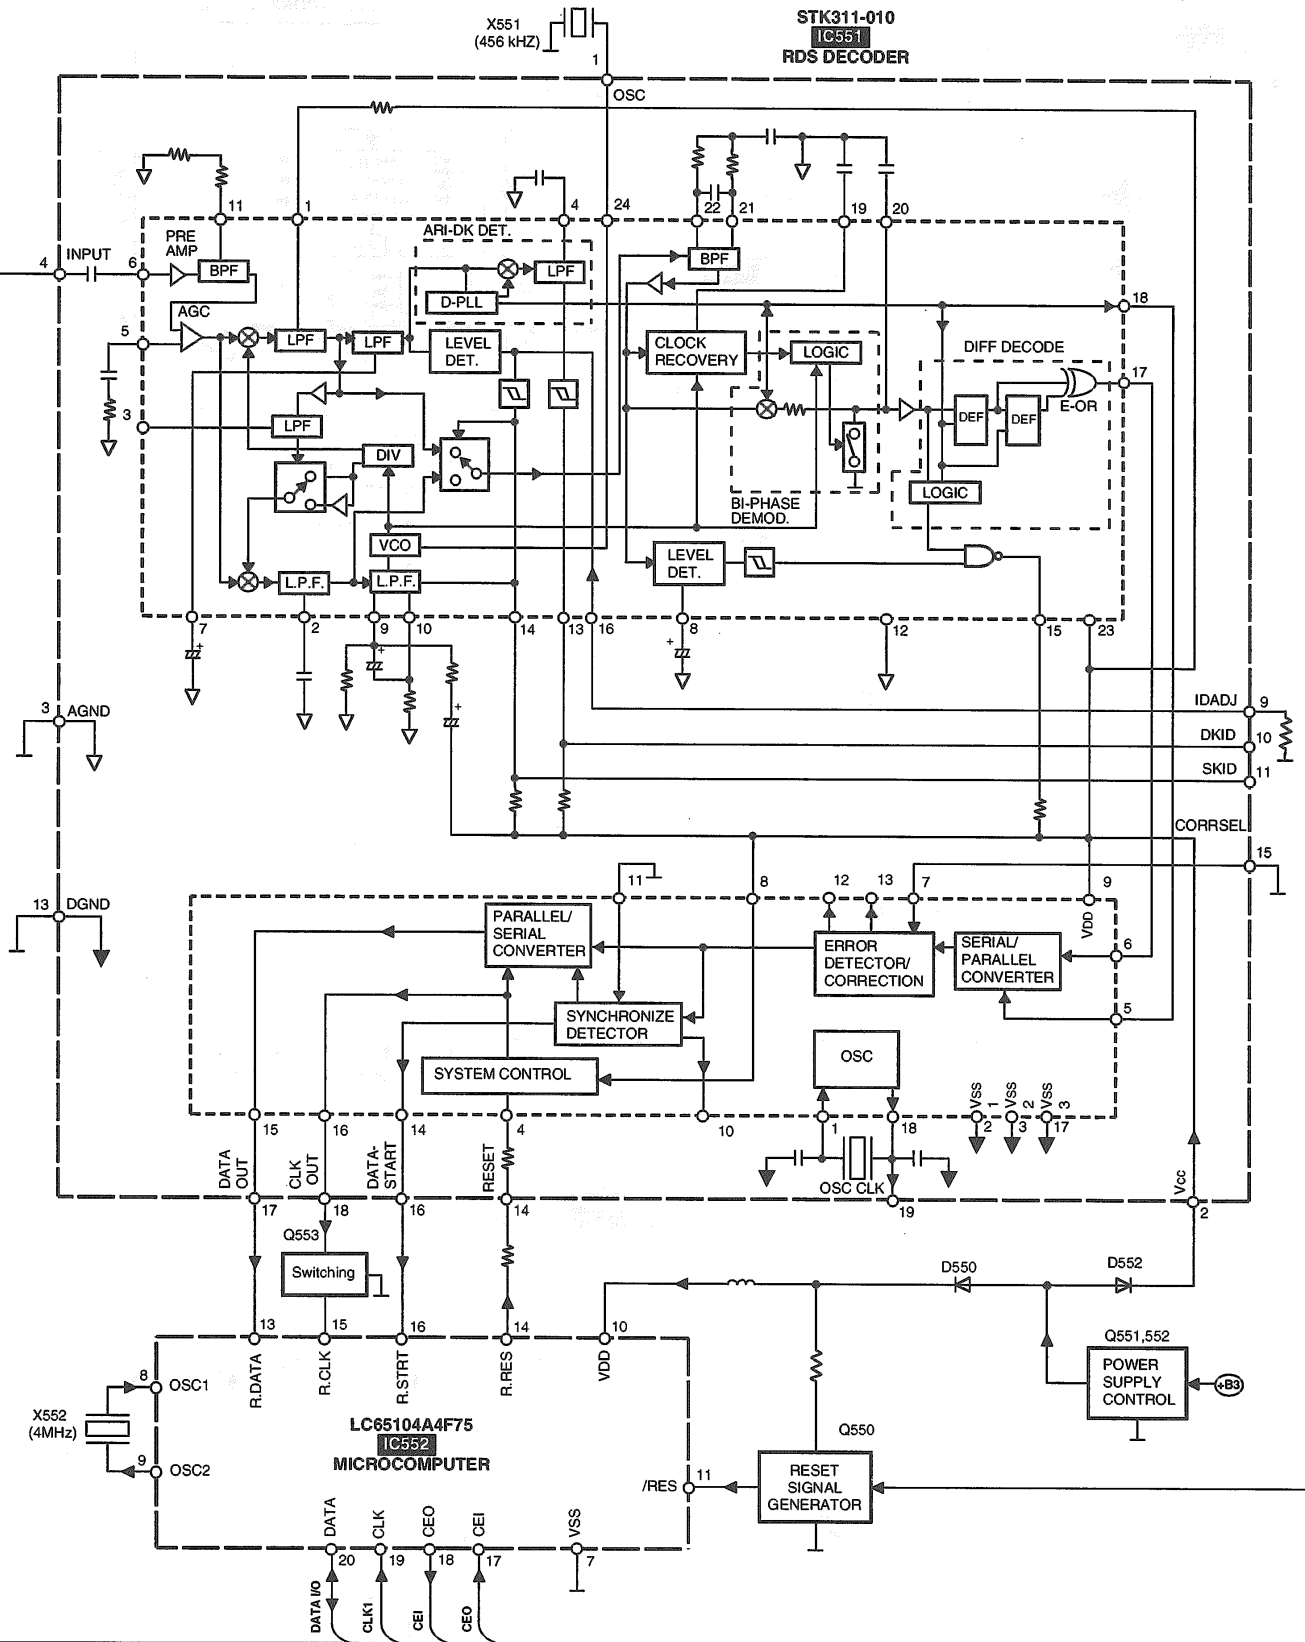 X551
(456 kHZ)
STK311-010
IC551
RDS DECODER
1
OSC
11
1
4
24
22
21
19
20
ARI-DK DET.
4
INPUT
6
PRE
AMP
BPF
LPF
BPF
D-PLL
18
AGC
5
LPF
LPF
LEVEL
DET.
CLOCK
RECOVERY
LOGIC
DIFF DECODE
17
E-OR
3
LPF
DEF
DEF
DIV
LOGIC
BI-PHASE
DEMOD.
VCO
LEVEL
DET.
L.P.F.
L.P.F.
7
2
9
10
14
13
16
8
12
15
23
+
+
+
+
3
AGND
IDADJ
9
DKID
10
SKID
11
CORRSEL
15
11
8
12
13
7
9
13
DGND
PARALLEL/
SERIAL
CONVERTER
ERROR
DETECTOR/
CORRECTION
SERIAL/
PARALLEL
CONVERTER
VDD
6
5
SYNCHRONIZE
DETECTOR
OSC
SYSTEM CONTROL
VSS
1
VSS
2
VSS
3
15
16
14
4
10
1
18
2
3
17
DATA
OUT
CLK
OUT
DATA-
START
RESET
OSC CLK
Vcc
17
18
16
14
19
2
Q553
Switching
D550
D552
13
15
16
14
10
Q551,552
R.DATA
R.CLK
R.STRT
R.RES
VDD
POWER
SUPPLY
CONTROL
+B3
8
OSC1
X552
(4MHz)
LC65104A4F75
IC552
MICROCOMPUTER
Q550
9
OSC2
/RES
11
RESET
SIGNAL
GENERATOR
DATA
CLK
CEO
CEI
VSS
20
19
18
17
7
DATA I/O
CLK1
CEI
CEO